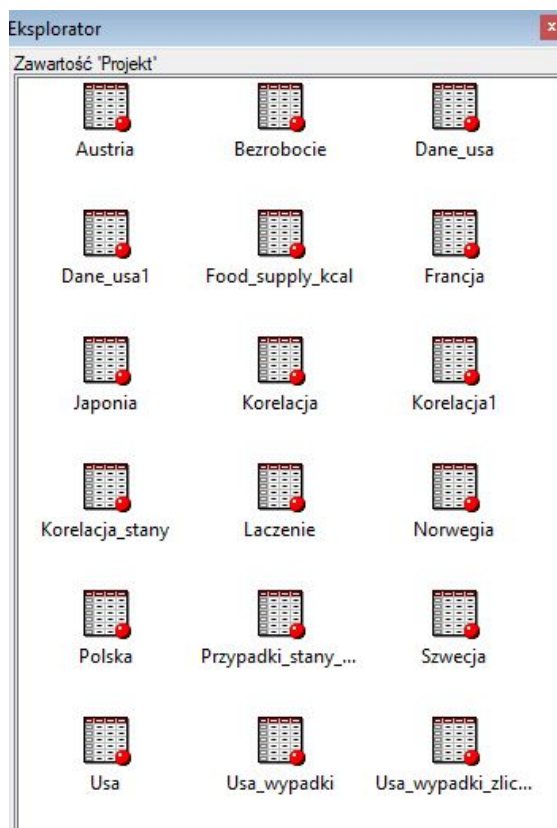 Eksplorator
Zawartość 'Projekt'
Austria Bezrobocie Dane_usa
Dane_usa1 Food_supply_kcal Francja
Japonia Korelacja Korelacja1
Korelacja_stany Laczenie Norwegia
Polska Przypadki_stany_... Szwecja
Usa Usa_wypadki Usa_wypadki_zlic...